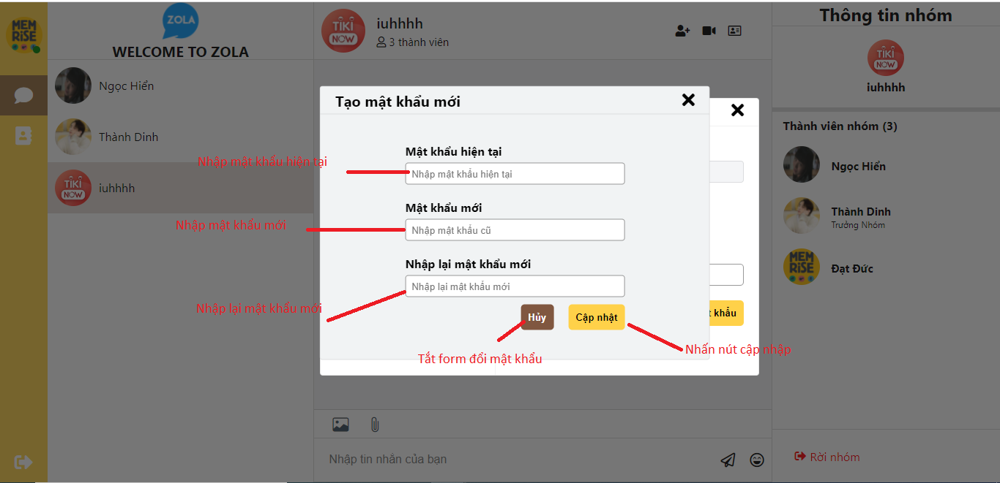 MEM
RiSE
ZOLA
WELCOME TO ZOLA
Ngọc Hiển
Thành Dinh
TIKI
NOW
iuhhhh
TIKI
NOW
iuhhhh
3 thành viên
Tạo mật khẩu mới
Mật khẩu hiện tại
Nhập mật khẩu hiện tại
Nhập mật khẩu hiện tại
Mật khẩu mới
Nhập mật khẩu mới
Nhập mật khẩu cũ
Nhập lại mật khẩu mới
Nhập lại mật khẩu mới
Nhập lại mật khẩu mới
Hủy
Cập nhật
t khẩu
Tắt form đổi mật khẩu
Nhấn nút cập nhập
Nhập tin nhắn của bạn
Thông tin nhóm
TIKI
NOW
iuhhhh
Thành viên nhóm (3)
Ngọc Hiển
Thành Dinh
Trưởng Nhóm
MEM
RiSE
Đạt Đức
Rời nhóm